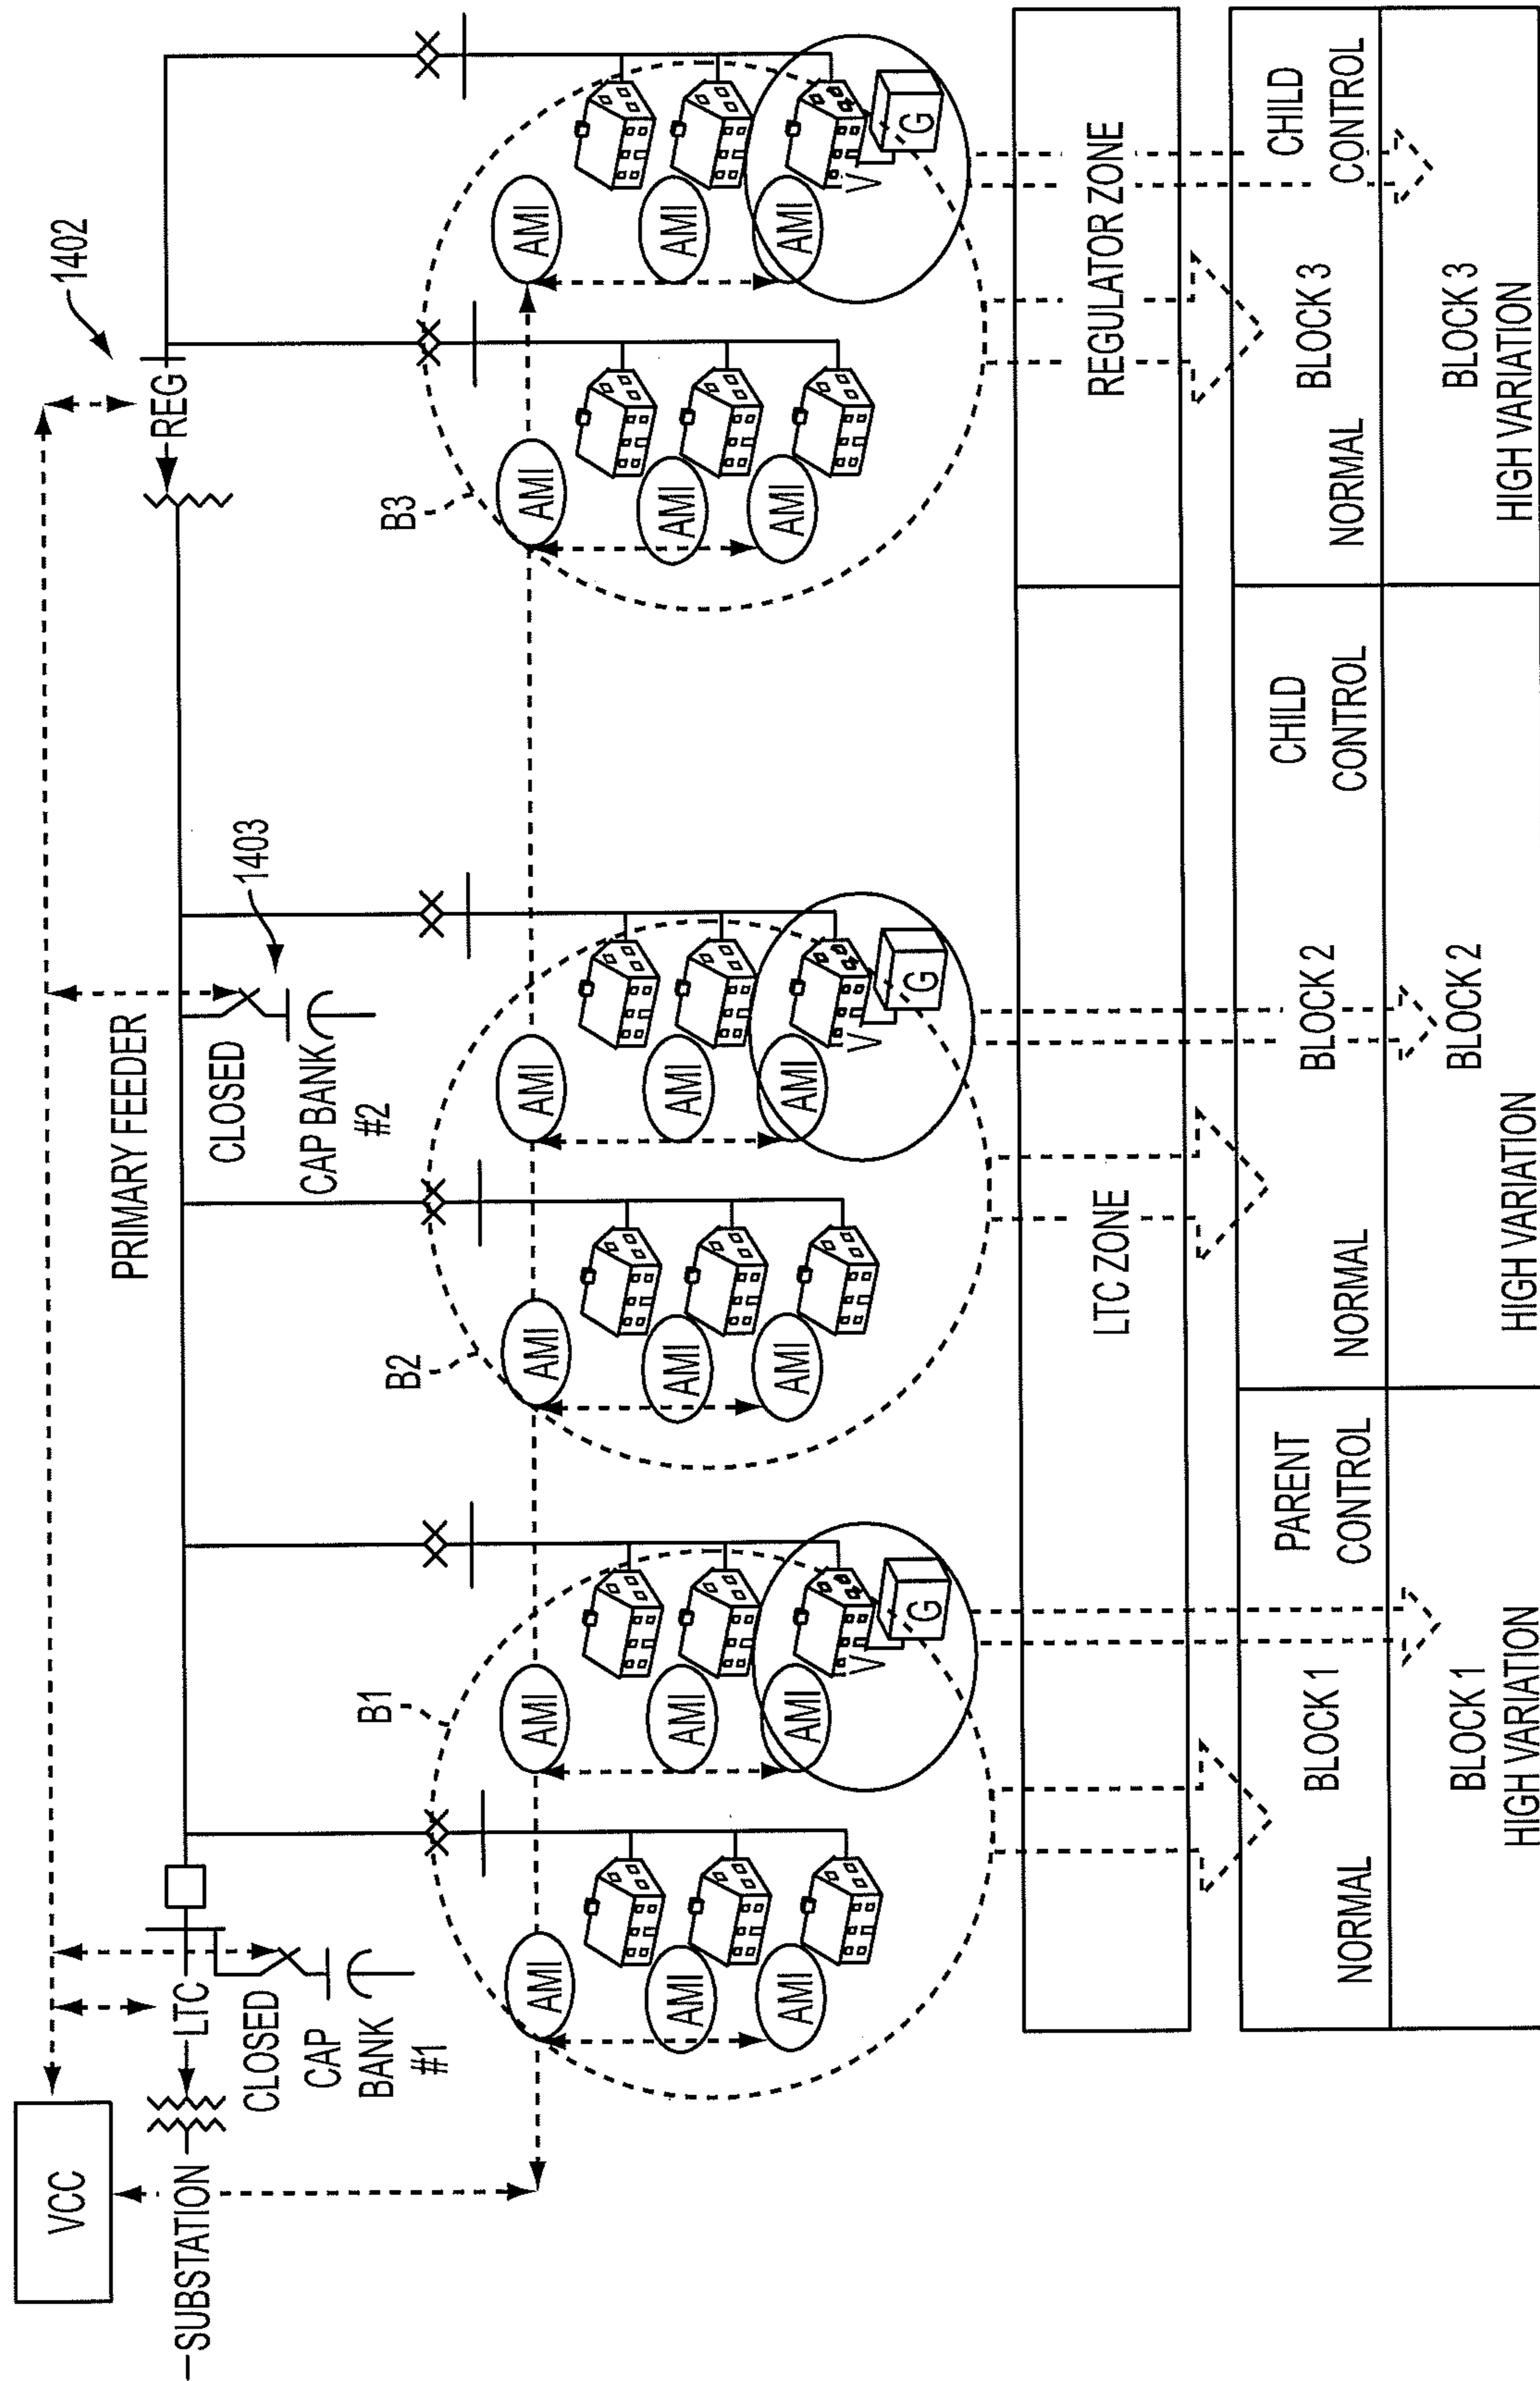 VCC
SUBSTATION
LTC
CLOSED
CAP
BANK
#1
PRIMARY FEEDER
CLOSED
CAP BANK
#2
1403
REG
1402
B1
AMI
AMI
AMI
AMI
AMI
AMI
V
G
B2
AMI
AMI
AMI
AMI
AMI
AMI
V
G
B3
AMI
AMI
AMI
AMI
AMI
AMI
V
G
LTC ZONE
REGULATOR ZONE
PARENT
NORMAL BLOCK 1 CONTROL
CHILD
NORMAL BLOCK 2 CONTROL
CHILD
NORMAL BLOCK 3 CONTROL
BLOCK 1
HIGH VARIATION
BLOCK 2
HIGH VARIATION
BLOCK 3
HIGH VARIATION